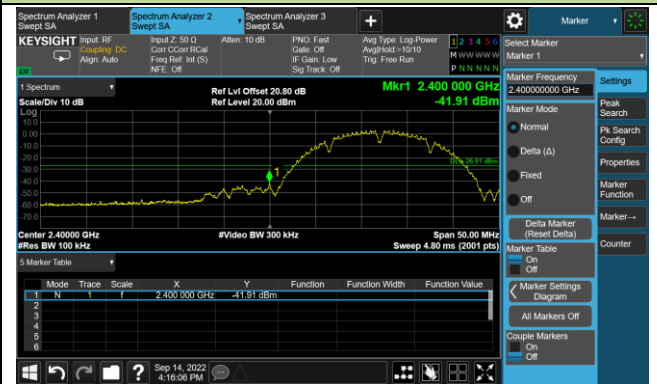 Spectrum Analyzer 1
Swept SA
Spectrum Analyzer 2
Swept SA
Spectrum Analyzer 3
Swept SA
+
Marker
KEYSIGHT
Input: RF
Coupling: DC
Align: Auto
Input Z: 50 Ω
Corr CCorr RCal
Freq Ref: Int (S)
NFE: Off
Atten: 10 dB
PNO: Fast
Gate: Off
IF Gain: Low
Sig Track: Off
Avg Type: Log-Power
Avg|Hold:>10/10
Trig: Free Run
1 2 3 4 5 6
M W W W W W
P N N N N N
Select Marker
Marker 1
1 Spectrum
Scale/Div 10 dB
Log
Ref Lvl Offset 20.80 dB
Ref Level 20.00 dBm
Mkr1 2.400 000 GHz
-41.91 dBm
10.0
0.00
-10.0
-20.0
-30.0
-40.0
-50.0
-60.0
-70.0
1
Center 2.40000 GHz
#Res BW 100 kHz
#Video BW 300 kHz
Span 50.00 MHz
Sweep 4.80 ms (2001 pts)
5 Marker Table
Mode Trace Scale X Y Function Function Width Function Value
1 N 1 f 2.400 000 GHz -41.91 dBm
2
3
4
5
6
Marker Frequency
2.400000000 GHz
Marker Mode
Normal
Delta (Δ)
Fixed
Off
Delta Marker
(Reset Delta)
Marker Table
On
Off
Marker Settings
Diagram
All Markers Off
Couple Markers
On
Off
Settings
Peak
Search
Pk Search
Config
Properties
Marker
Function
Marker→
Counter
?
Sep 14, 2022
4:16:06 PM